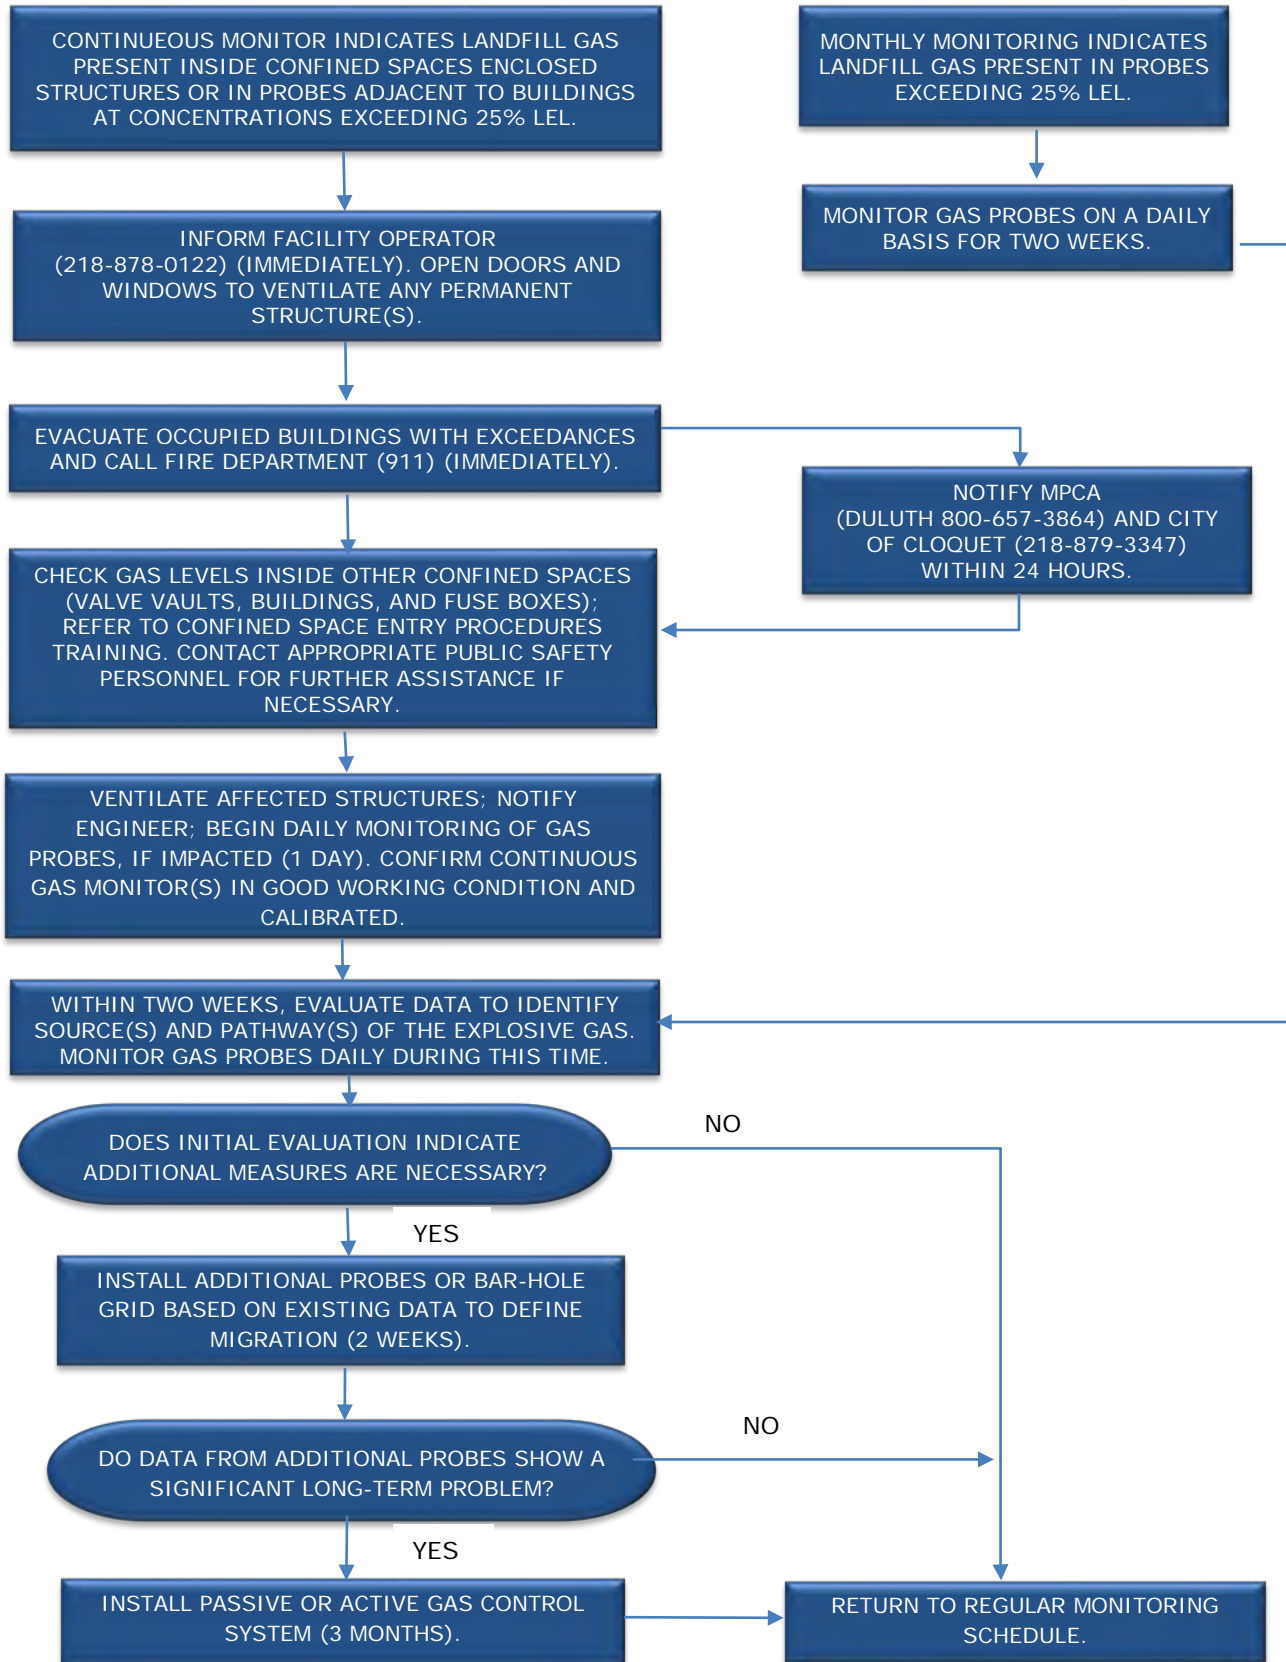 CONTINUEOUS MONITOR INDICATES LANDFILL GAS
PRESENT INSIDE CONFINED SPACES ENCLOSED
STRUCTURES OR IN PROBES ADJACENT TO BUILDINGS
AT CONCENTRATIONS EXCEEDING 25% LEL.
MONTHLY MONITORING INDICATES
LANDFILL GAS PRESENT IN PROBES
EXCEEDING 25% LEL.
MONITOR GAS PROBES ON A DAILY
BASIS FOR TWO WEEKS.
INFORM FACILITY OPERATOR
(218-878-0122) (IMMEDIATELY). OPEN DOORS AND
WINDOWS TO VENTILATE ANY PERMANENT
STRUCTURE(S).
EVACUATE OCCUPIED BUILDINGS WITH EXCEEDANCES
AND CALL FIRE DEPARTMENT (911) (IMMEDIATELY).
NOTIFY MPCA
(DULUTH 800-657-3864) AND CITY
OF CLOQUET (218-879-3347)
WITHIN 24 HOURS.
CHECK GAS LEVELS INSIDE OTHER CONFINED SPACES
(VALVE VAULTS, BUILDINGS, AND FUSE BOXES);
REFER TO CONFINED SPACE ENTRY PROCEDURES
TRAINING. CONTACT APPROPRIATE PUBLIC SAFETY
PERSONNEL FOR FURTHER ASSISTANCE IF
NECESSARY.
VENTILATE AFFECTED STRUCTURES; NOTIFY
ENGINEER; BEGIN DAILY MONITORING OF GAS
PROBES, IF IMPACTED (1 DAY). CONFIRM CONTINUOUS
GAS MONITOR(S) IN GOOD WORKING CONDITION AND
CALIBRATED.
WITHIN TWO WEEKS, EVALUATE DATA TO IDENTIFY
SOURCE(S) AND PATHWAY(S) OF THE EXPLOSIVE GAS.
MONITOR GAS PROBES DAILY DURING THIS TIME.
DOES INITIAL EVALUATION INDICATE
ADDITIONAL MEASURES ARE NECESSARY?
NO
YES
INSTALL ADDITIONAL PROBES OR BAR-HOLE
GRID BASED ON EXISTING DATA TO DEFINE
MIGRATION (2 WEEKS).
DO DATA FROM ADDITIONAL PROBES SHOW A
SIGNIFICANT LONG-TERM PROBLEM?
NO
YES
INSTALL PASSIVE OR ACTIVE GAS CONTROL
SYSTEM (3 MONTHS).
RETURN TO REGULAR MONITORING
SCHEDULE.